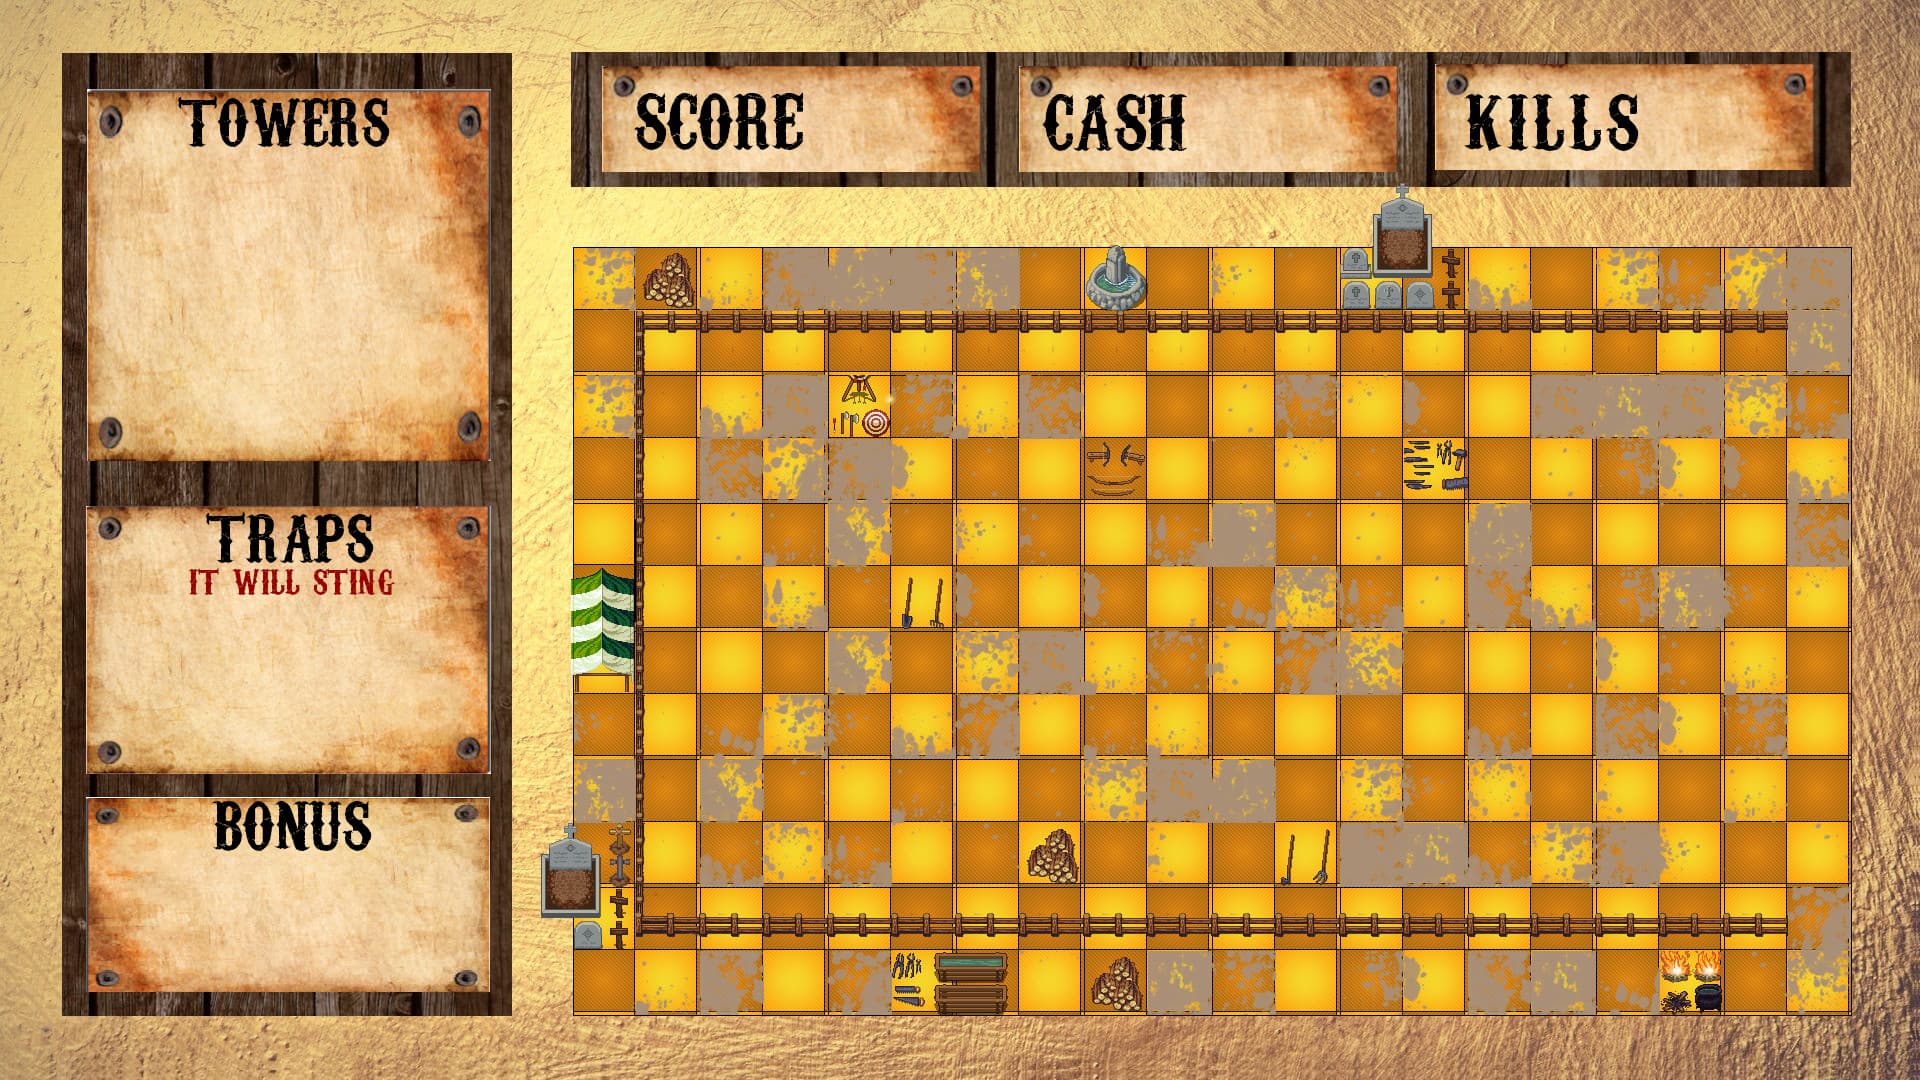 TOWERS
TRAPS
IT WILL STING
BONUS
SCORE
CASH
KILLS